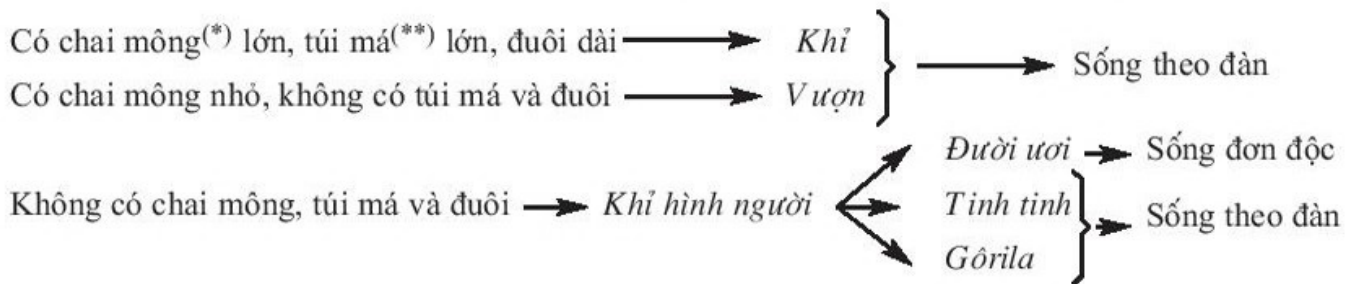 Có chai mông(*) lớn, túi má(**) lớn, đuôi dài Khỉ
Sống theo đàn
Có chai mông nhỏ, không có túi má và đuôi Vượn
Đười ươi Sống đơn độc
Không có chai mông, túi má và đuôi Khỉ hình người Tinh tinh
Sống theo đàn
Gôrila